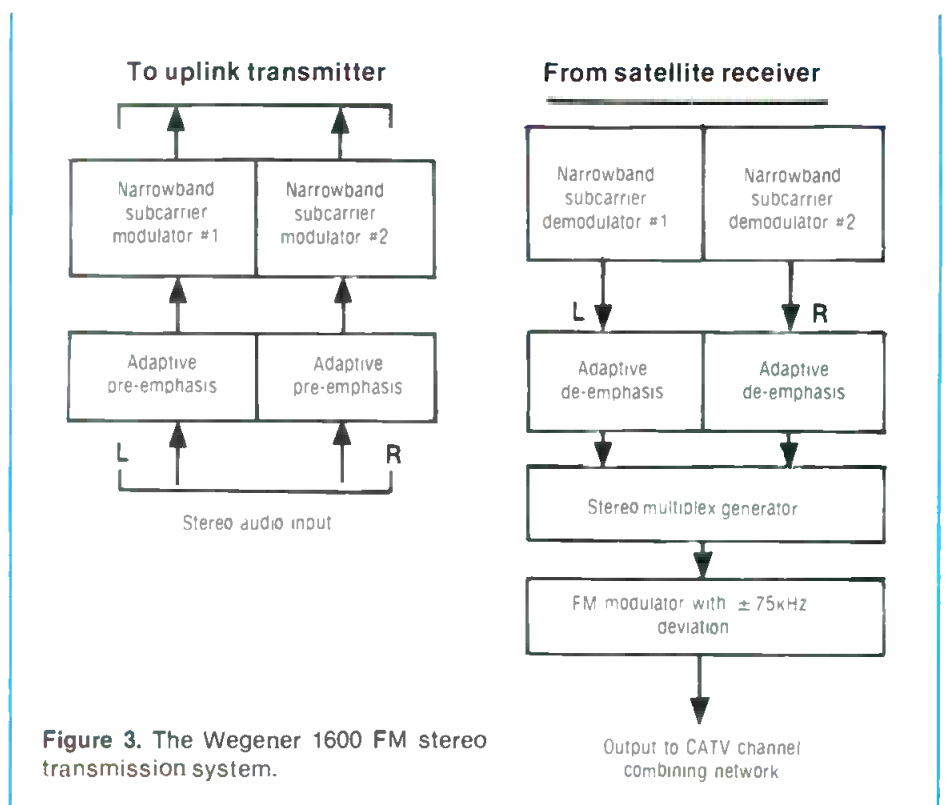 To uplink transmitter
Narrowband
subcarrier
modulator #1
Narrowband
subcarrier
modulator #2
Adaptive
pre-emphasis
Adaptive
pre-emphasis
L
R
Stereo audio input
From satellite receiver
Narrowband
subcarrier
demodulator #1
Narrowband
subcarrier
demodulator #2
L
R
Adaptive
de-emphasis
Adaptive
de-emphasis
Stereo multiplex generator
FM modulator with ± 75kHz
deviation
Output to CATV channel
combining network
Figure 3. The Wegener 1600 FM stereo
transmission system.